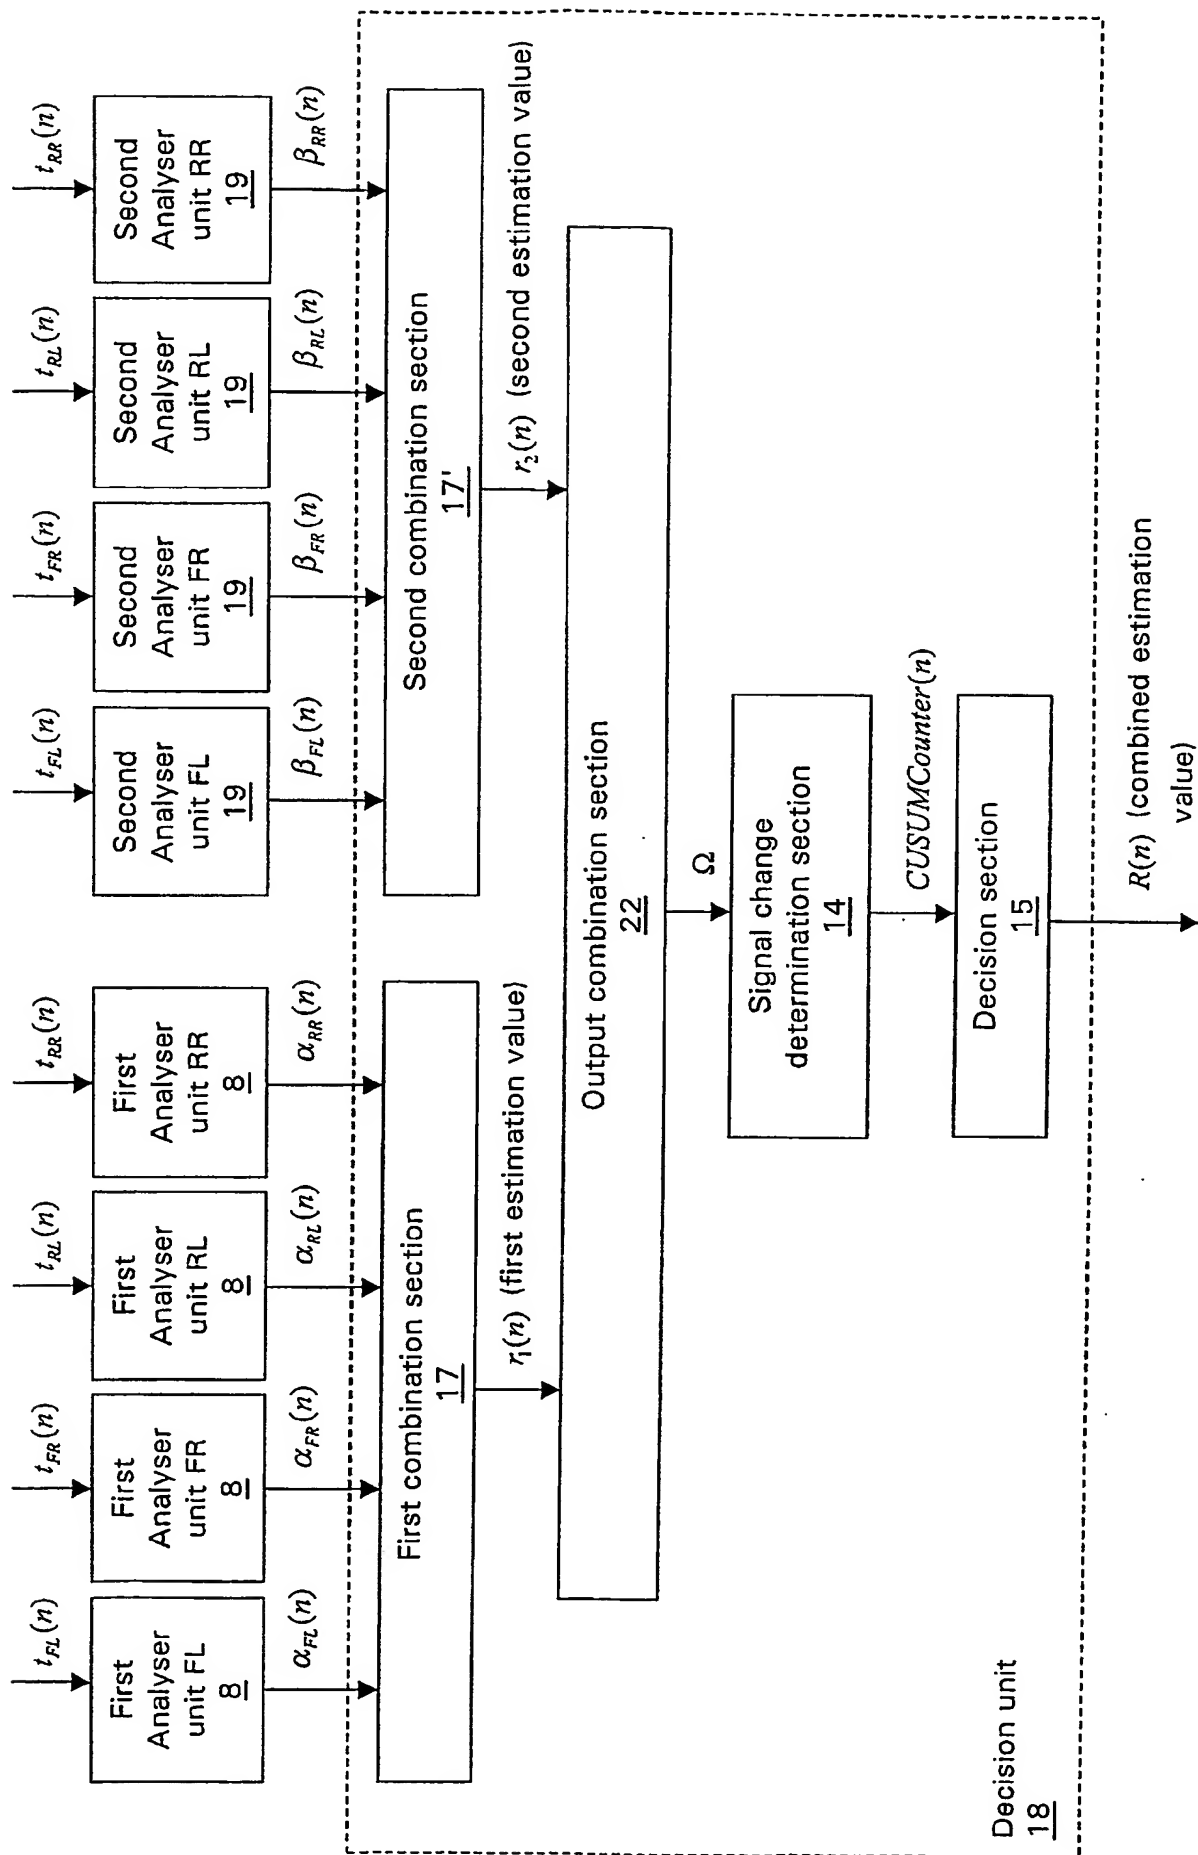 t_FL(n)
t_FR(n)
t_RL(n)
t_RR(n)
t_FL(n)
t_FR(n)
t_RL(n)
t_RR(n)
First
Analyser
unit FL
8
First
Analyser
unit FR
8
First
Analyser
unit RL
8
First
Analyser
unit RR
8
Second
Analyser
unit FL
19
Second
Analyser
unit FR
19
Second
Analyser
unit RL
19
Second
Analyser
unit RR
19
α_FL(n)
α_FR(n)
α_RL(n)
α_RR(n)
β_FL(n)
β_FR(n)
β_RL(n)
β_RR(n)
First combination section
17
Second combination section
17'
r₁(n) (first estimation value)
r₂(n) (second estimation value)
Output combination section
22
Ω
Signal change
determination section
14
CUSUMCounter(n)
Decision section
15
Decision unit
18
R(n) (combined estimation
value)